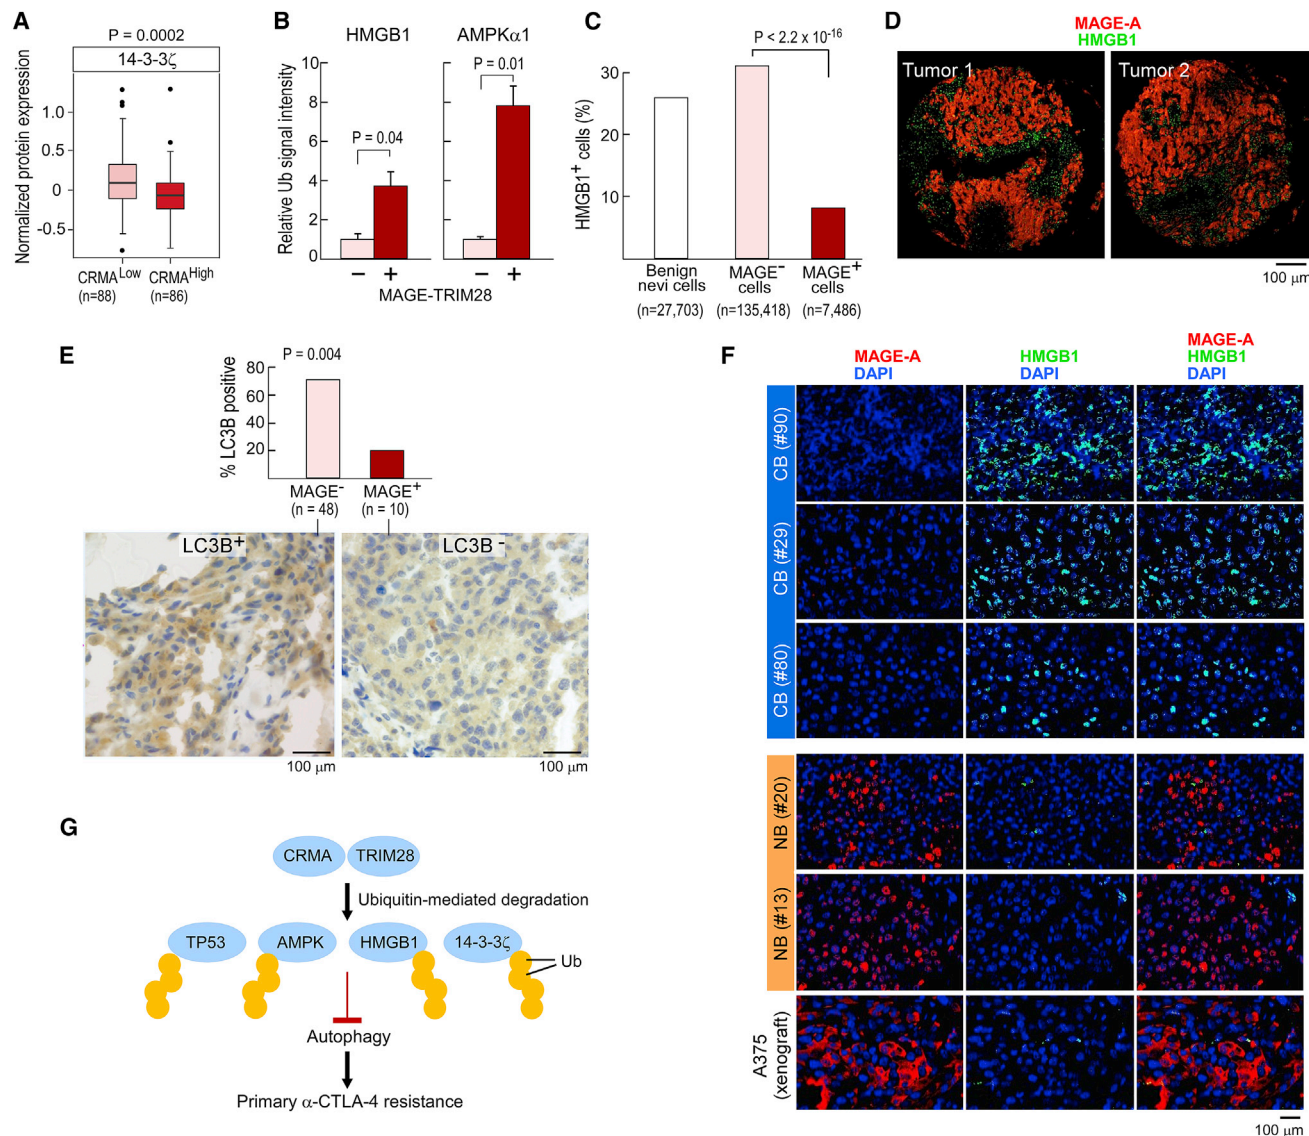 A
P = 0.0002
14-3-3ζ
Normalized protein expression
1.0
0.5
0
-0.5
CRMA^Low
(n=88)
CRMA^High
(n=86)
B
HMGB1
AMPKα1
Relative Ub signal intensity
10
8
6
4
2
0
P = 0.04
P = 0.01
− + − +
MAGE-TRIM28
C
P < 2.2 x 10^-16
HMGB1^+ cells (%)
30
20
10
Benign
nevi cells
(n=27,703)
MAGE^-
cells
(n=135,418)
MAGE^+
cells
(n=7,486)
D
MAGE-A
HMGB1
Tumor 1
Tumor 2
100 μm
E
P = 0.004
% LC3B positive
80
60
40
20
MAGE^-
(n = 48)
MAGE^+
(n = 10)
LC3B^+
LC3B^-
100 μm
100 μm
F
MAGE-A
DAPI
HMGB1
DAPI
MAGE-A
HMGB1
DAPI
CB (#90)
CB (#29)
CB (#80)
NB (#20)
NB (#13)
A375
(xenograft)
100 μm
G
CRMA
TRIM28
Ubiquitin-mediated degradation
TP53
AMPK
HMGB1
14-3-3ζ
Ub
Autophagy
Primary α-CTLA-4 resistance